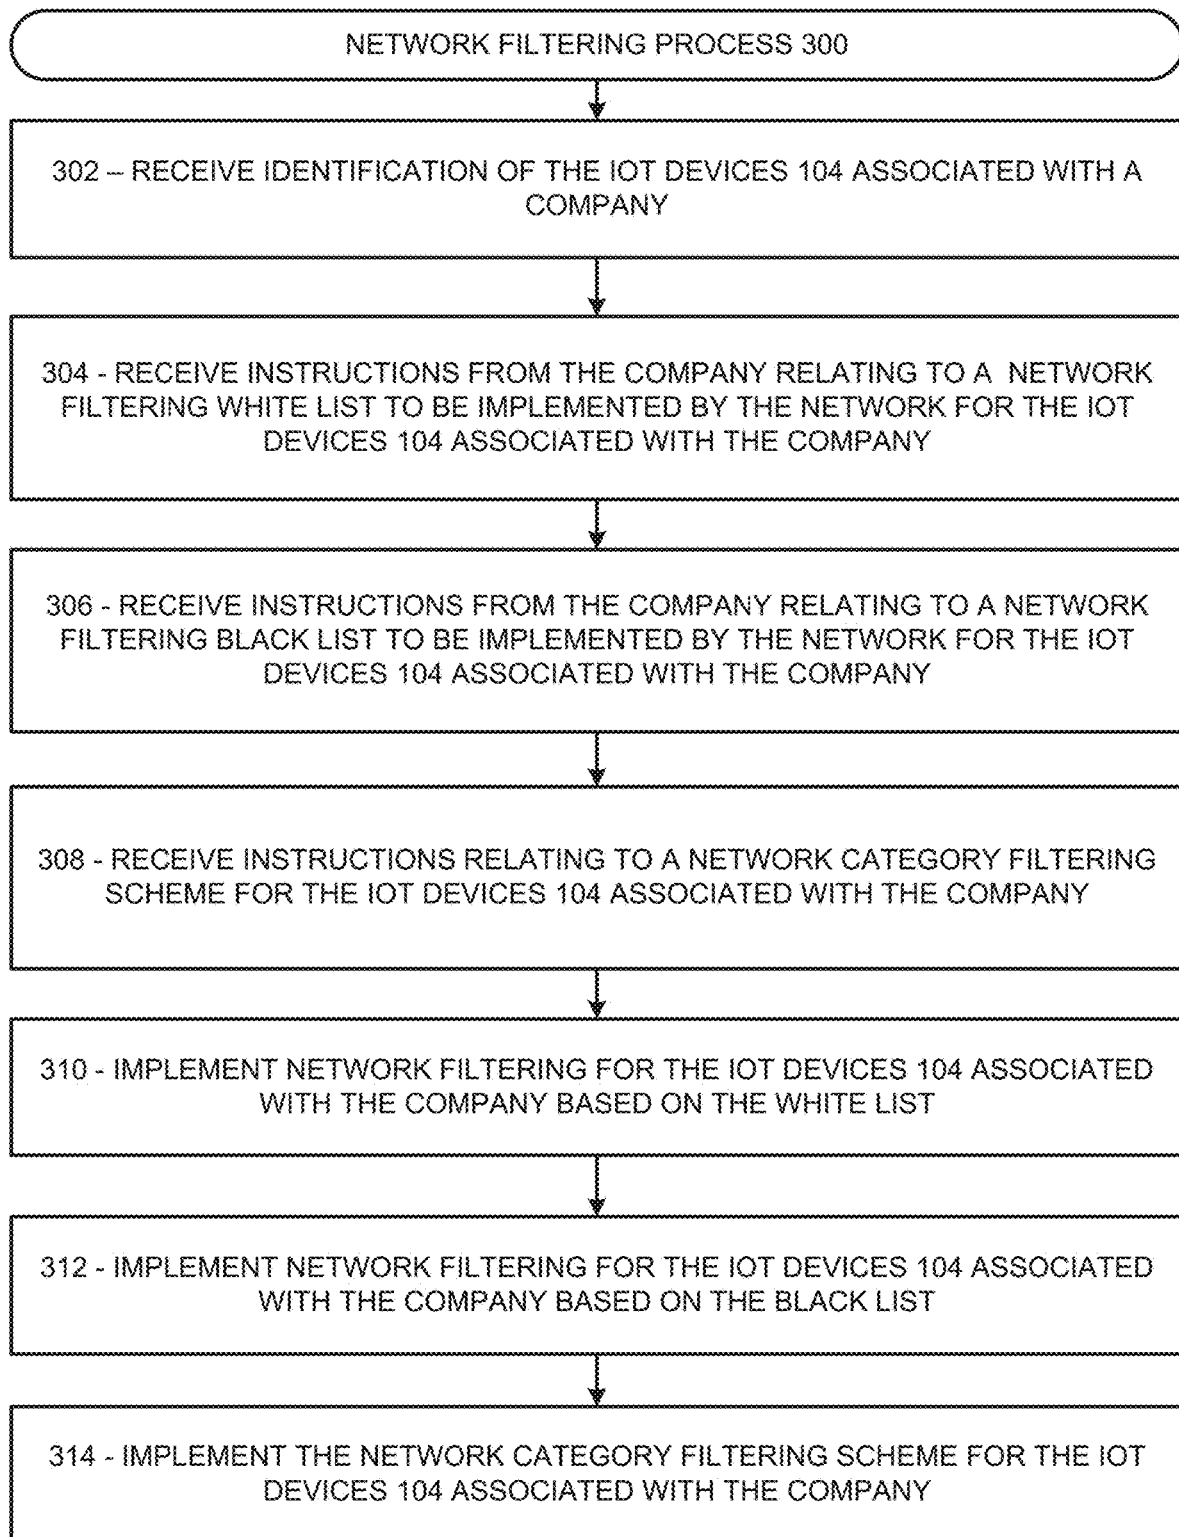 NETWORK FILTERING PROCESS 300
302 – RECEIVE IDENTIFICATION OF THE IOT DEVICES 104 ASSOCIATED WITH A
COMPANY
304 - RECEIVE INSTRUCTIONS FROM THE COMPANY RELATING TO A NETWORK
FILTERING WHITE LIST TO BE IMPLEMENTED BY THE NETWORK FOR THE IOT
DEVICES 104 ASSOCIATED WITH THE COMPANY
306 - RECEIVE INSTRUCTIONS FROM THE COMPANY RELATING TO A NETWORK
FILTERING BLACK LIST TO BE IMPLEMENTED BY THE NETWORK FOR THE IOT
DEVICES 104 ASSOCIATED WITH THE COMPANY
308 - RECEIVE INSTRUCTIONS RELATING TO A NETWORK CATEGORY FILTERING
SCHEME FOR THE IOT DEVICES 104 ASSOCIATED WITH THE COMPANY
310 - IMPLEMENT NETWORK FILTERING FOR THE IOT DEVICES 104 ASSOCIATED
WITH THE COMPANY BASED ON THE WHITE LIST
312 - IMPLEMENT NETWORK FILTERING FOR THE IOT DEVICES 104 ASSOCIATED
WITH THE COMPANY BASED ON THE BLACK LIST
314 - IMPLEMENT THE NETWORK CATEGORY FILTERING SCHEME FOR THE IOT
DEVICES 104 ASSOCIATED WITH THE COMPANY